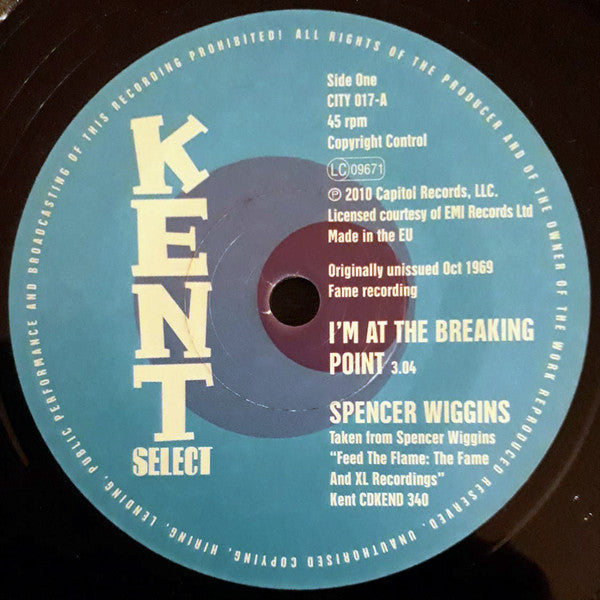 KENT
SELECT
Side One
CITY 017-A
45 rpm
Copyright Control
LC 09671
℗ 2010 Capitol Records, LLC.
Licensed courtesy of EMI Records Ltd
Made in the EU
Originally unissued Oct 1969
Fame recording
I'M AT THE BREAKING
POINT 3.04
SPENCER WIGGINS
Taken from Spencer Wiggins
“Feed The Flame: The Fame
And XL Recordings”
Kent CDKEND 340
ALL RIGHTS OF THE PRODUCER AND OF THE OWNER OF THE WORK REPRODUCED RESERVED. UNAUTHORISED COPYING, HIRING, LENDING, PUBLIC PERFORMANCE AND BROADCASTING OF THIS RECORDING PROHIBITED!